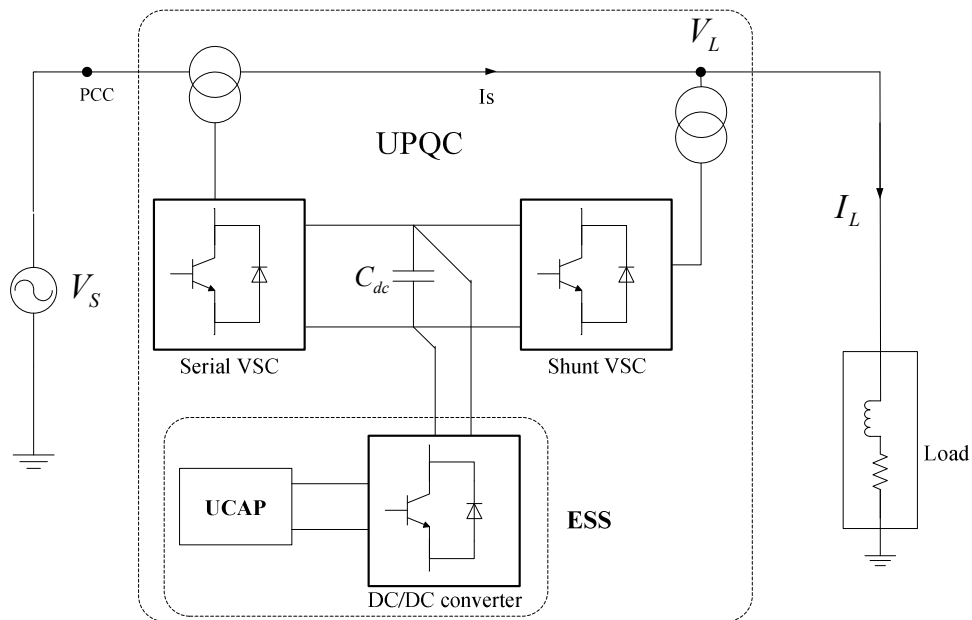 V_L
PCC
Is
UPQC
I_L
C_dc
V_S
Serial VSC
Shunt VSC
Load
UCAP
ESS
DC/DC converter